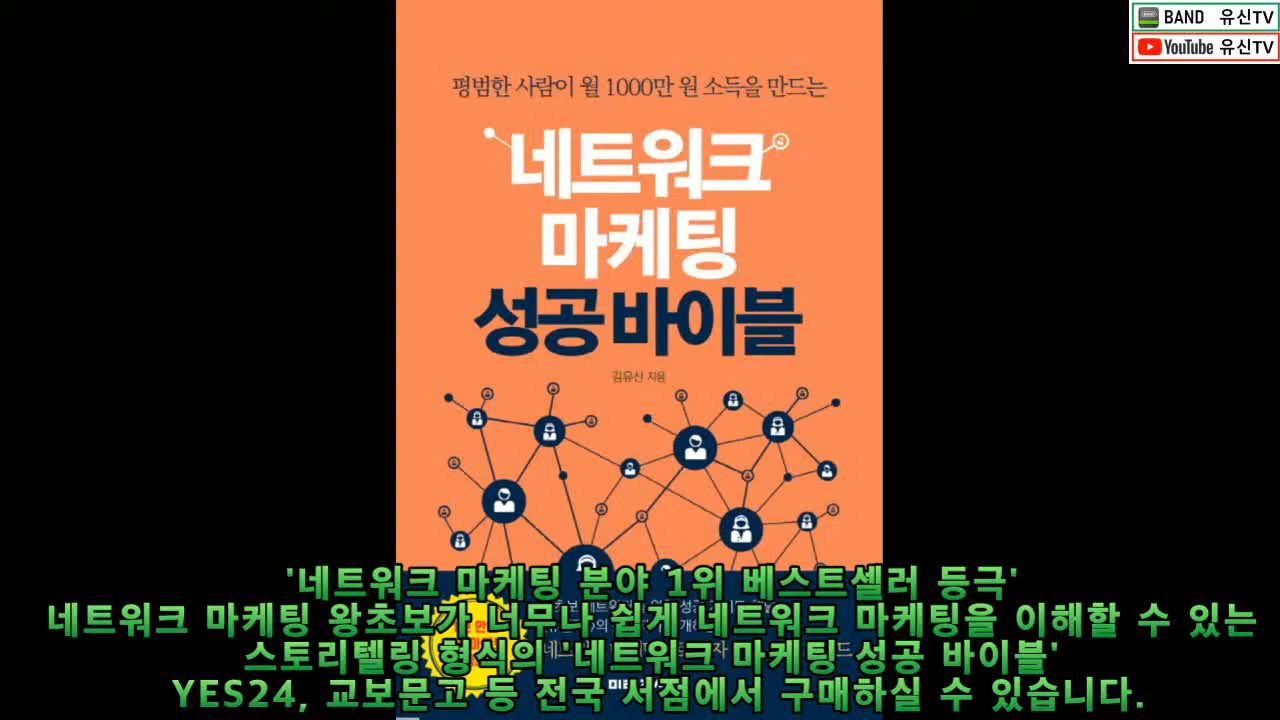 BAND 유신TV
YouTube 유신TV
평범한 사람이 월 1000만 원 소득을 만드는
네트워크
마케팅
성공 바이블
김유신 지음
'네트워크 마케팅 분야 1위 베스트셀러 등극'
네트워크 마케팅 왕초보가 너무나 쉽게 네트워크 마케팅을 이해할 수 있는
스토리텔링 형식의 '네트워크 마케팅 성공 바이블'
YES24, 교보문고 등 전국 서점에서 구매하실 수 있습니다.